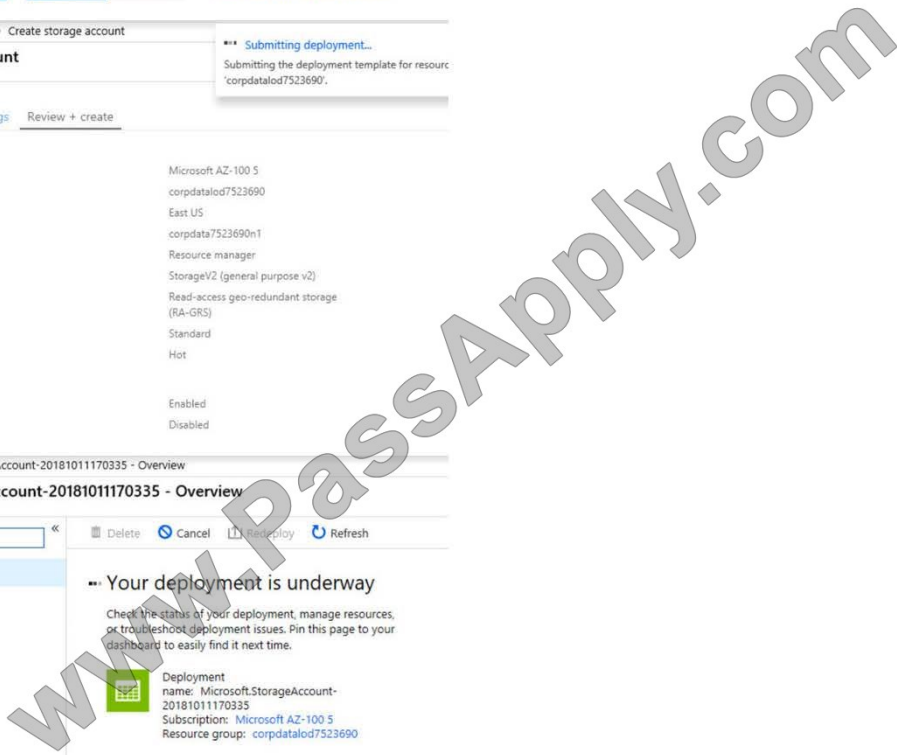 Create storage account
unt
Submitting deployment...
Submitting the deployment template for resourc
'corpdatalod7523690'.
gs Review + create
Microsoft AZ-100 5
corpdatalod7523690
East US
corpdata7523690n1
Resource manager
StorageV2 (general purpose v2)
Read-access geo-redundant storage
(RA-GRS)
Standard
Hot
Enabled
Disabled
Account-20181011170335 - Overview
count-20181011170335 - Overview
« Delete Cancel Redeploy Refresh
Your deployment is underway
Check the status of your deployment, manage resources,
or troubleshoot deployment issues. Pin this page to your
dashboard to easily find it next time.
Deployment
name: Microsoft.StorageAccount-
20181011170335
Subscription: Microsoft AZ-100 5
Resource group: corpdatalod7523690
www.PassApply.com